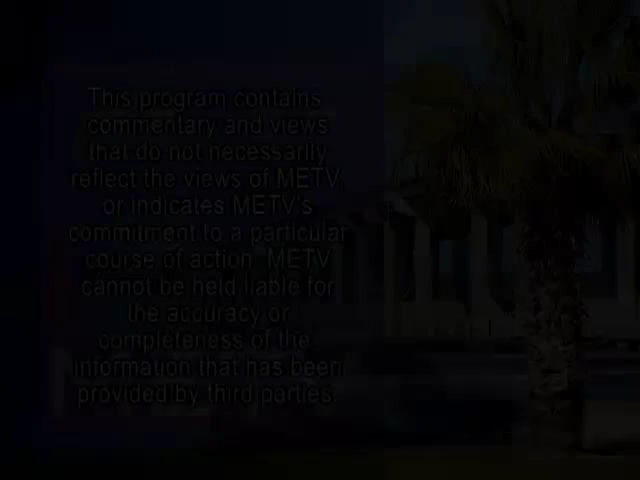 This program contains
commentary and views
that do not necessarily
reflect the views of METV,
or indicates METV's
commitment to a particular
course of action. METV
cannot be held liable for
the accuracy or
completeness of the
information that has been
provided by third parties.